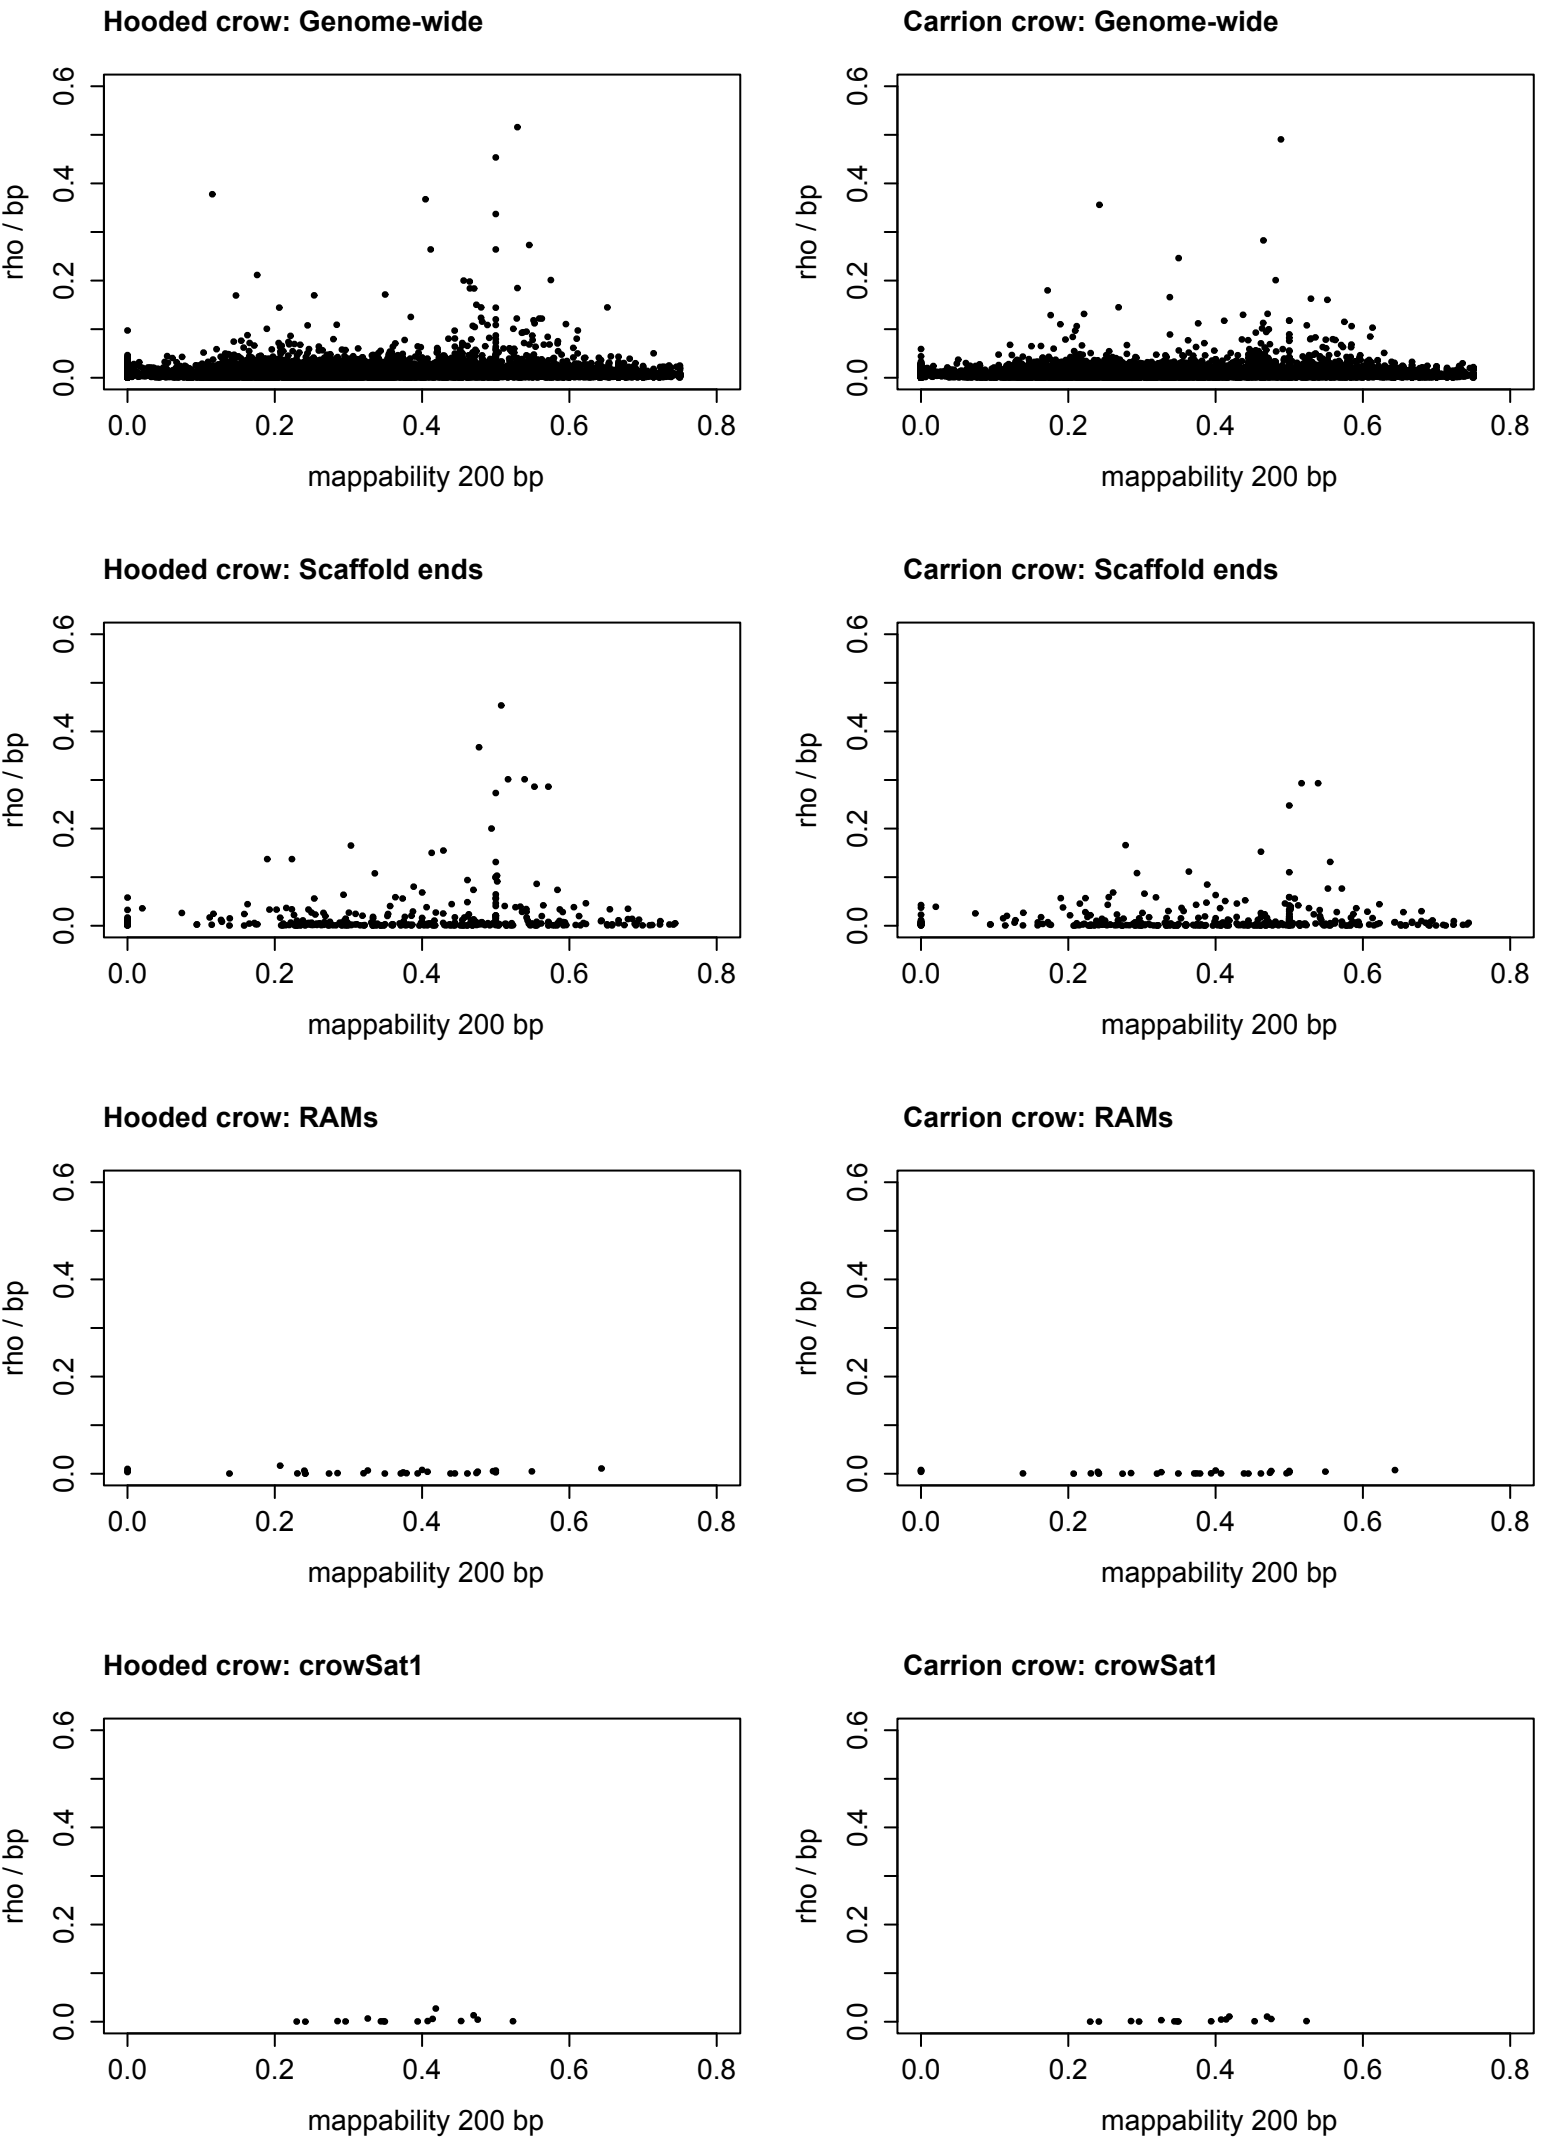 Hooded crow: Genome-wide
rho / bp
0.0 0.2 0.4 0.6
0.0 0.2 0.4 0.6 0.8
mappability 200 bp
Carrion crow: Genome-wide
rho / bp
0.0 0.2 0.4 0.6
0.0 0.2 0.4 0.6 0.8
mappability 200 bp
Hooded crow: Scaffold ends
rho / bp
0.0 0.2 0.4 0.6
0.0 0.2 0.4 0.6 0.8
mappability 200 bp
Carrion crow: Scaffold ends
rho / bp
0.0 0.2 0.4 0.6
0.0 0.2 0.4 0.6 0.8
mappability 200 bp
Hooded crow: RAMs
rho / bp
0.0 0.2 0.4 0.6
0.0 0.2 0.4 0.6 0.8
mappability 200 bp
Carrion crow: RAMs
rho / bp
0.0 0.2 0.4 0.6
0.0 0.2 0.4 0.6 0.8
mappability 200 bp
Hooded crow: crowSat1
rho / bp
0.0 0.2 0.4 0.6
0.0 0.2 0.4 0.6 0.8
mappability 200 bp
Carrion crow: crowSat1
rho / bp
0.0 0.2 0.4 0.6
0.0 0.2 0.4 0.6 0.8
mappability 200 bp